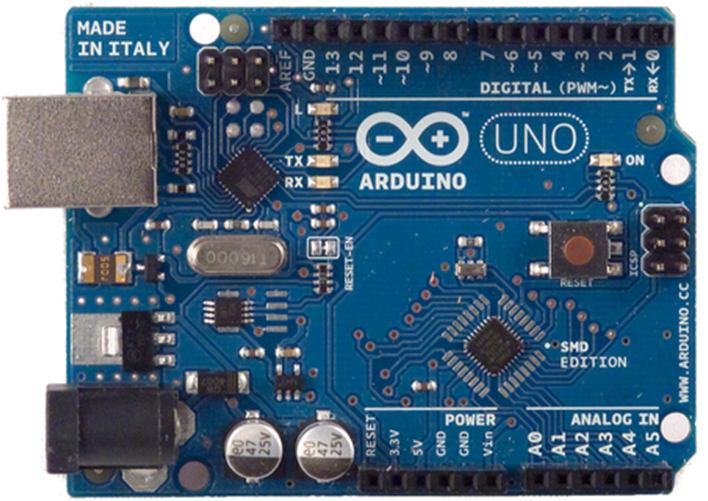 MADE
IN ITALY
AREF
GND
13
12
~11
~10
~9
8
7
~6
~5
~4
~3
2
TX→1
RX←0
DIGITAL (PWM~)
L
TX
RX
ARDUINO
™
UNO
ON
T16000
RESET-EN
RESET
ICSP
SMD
EDITION
WWW.ARDUINO.CC
47
25V
47
25V
POWER
ANALOG IN
RESET
3.3V
5V
GND
GND
Vin
A0
A1
A2
A3
A4
A5